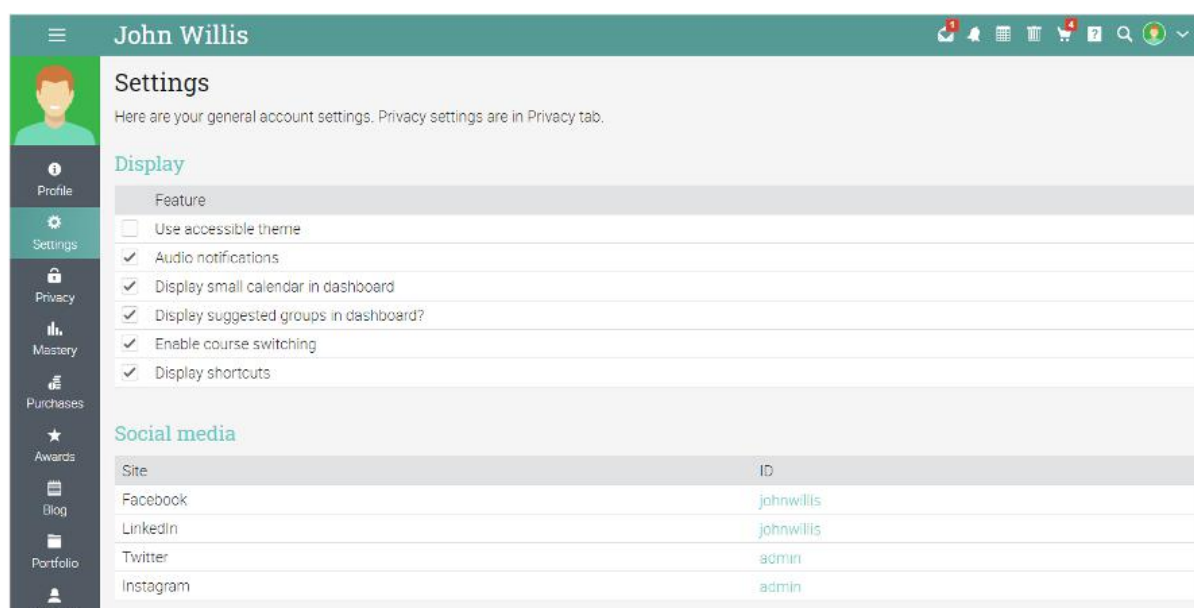 John Willis
1
4
?
Settings
Here are your general account settings. Privacy settings are in Privacy tab.
Profile
Settings
Privacy
Mastery
Purchases
Awards
Blog
Portfolio
Display
Feature
Use accessible theme
Audio notifications
Display small calendar in dashboard
Display suggested groups in dashboard?
Enable course switching
Display shortcuts
Social media
Site ID
Facebook johnwillis
LinkedIn johnwillis
Twitter admin
Instagram admin